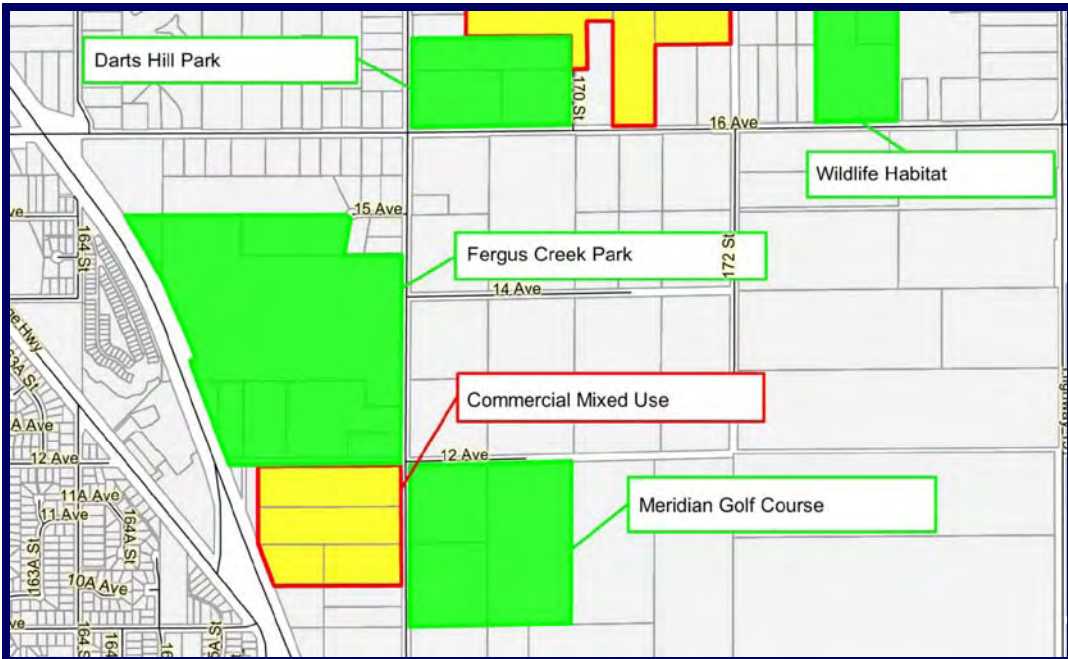 Darts Hill Park
170 St
16 Ave
Wildlife Habitat
15 Ave
164 St
172 St
Fergus Creek Park
14 Ave
Hwy
Commercial Mixed Use
A Ave
12 Ave
12 Ave
11A Ave
11 Ave
164A St
Meridian Golf Course
163A St
10A Ave